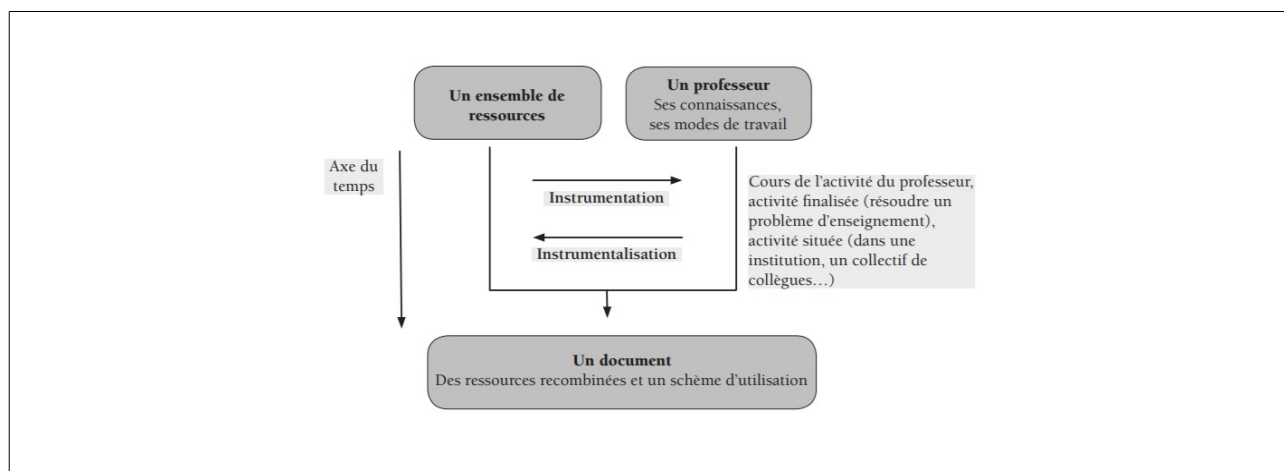 Un ensemble de
ressources
Un professeur
Ses connaissances,
ses modes de travail
Axe du
temps
Instrumentation
Instrumentalisation
Cours de l’activité du professeur,
activité finalisée (résoudre un
problème d’enseignement),
activité située (dans une
institution, un collectif de
collègues…)
Un document
Des ressources recombinées et un schème d’utilisation